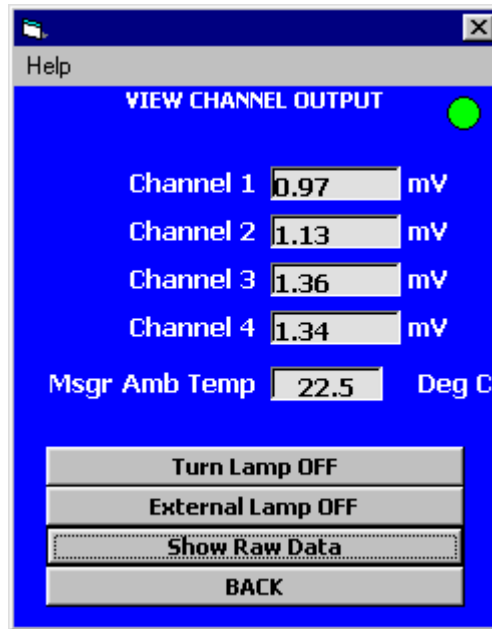 Help
VIEW CHANNEL OUTPUT
Channel 1 0.97 mV
Channel 2 1.13 mV
Channel 3 1.36 mV
Channel 4 1.34 mV
Msgr Amb Temp 22.5 Deg C
Turn Lamp OFF
External Lamp OFF
Show Raw Data
BACK